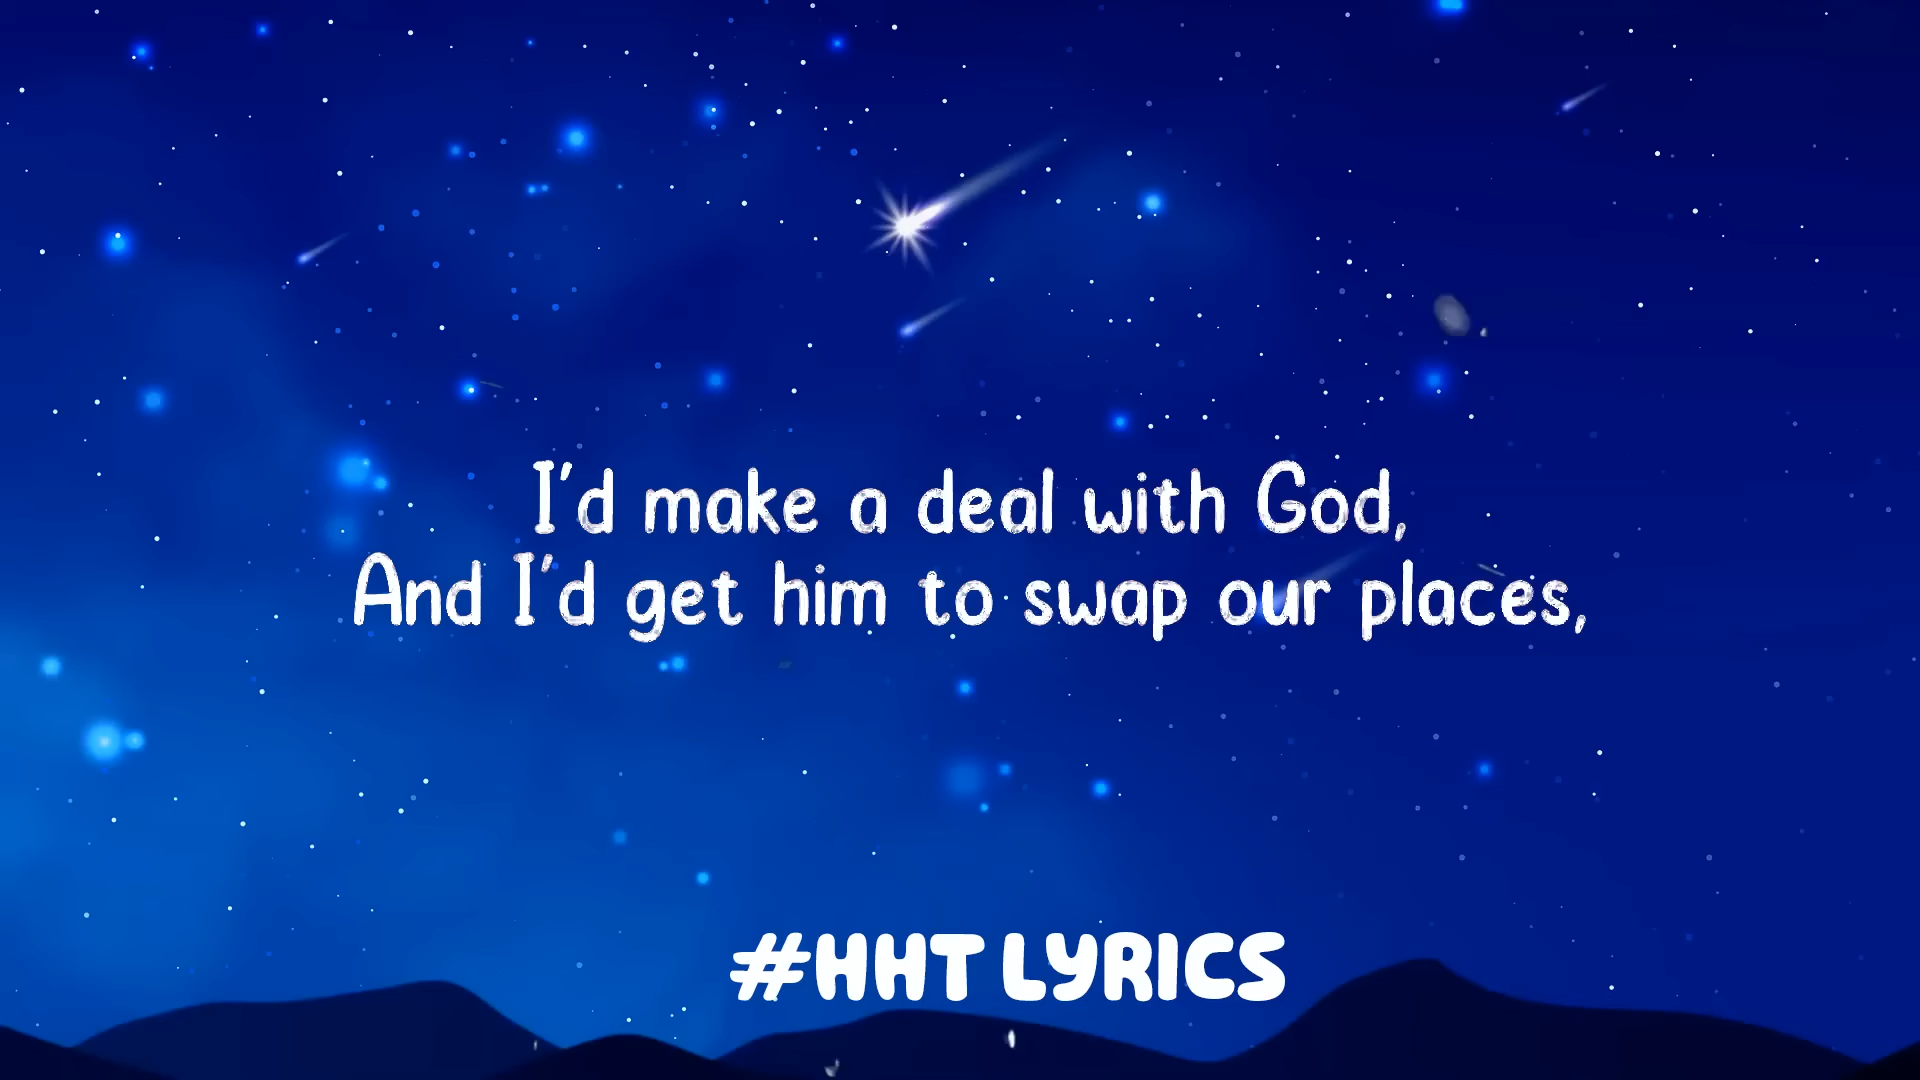 I'd make a deal with God,
And I'd get him to swap our places,
#HHT LYRICS